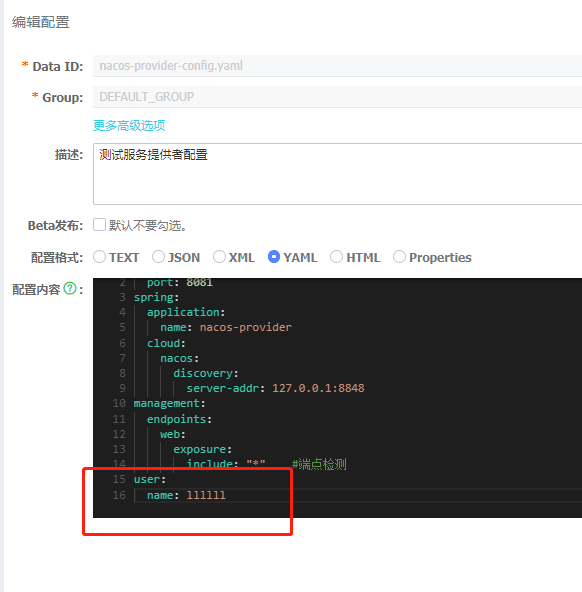 编辑配置
* Data ID: nacos-provider-config.yaml
* Group: DEFAULT_GROUP
更多高级选项
描述: 测试服务提供者配置
Beta发布: 默认不要勾选。
配置格式: TEXT JSON XML YAML HTML Properties
配置内容 ? :
2 port: 8081
3 spring:
4 application:
5 name: nacos-provider
6 cloud:
7 nacos:
8 discovery:
9 server-addr: 127.0.0.1:8848
10 management:
11 endpoints:
12 web:
13 exposure:
14 include: "*" #端点检测
15 user:
16 name: llllll